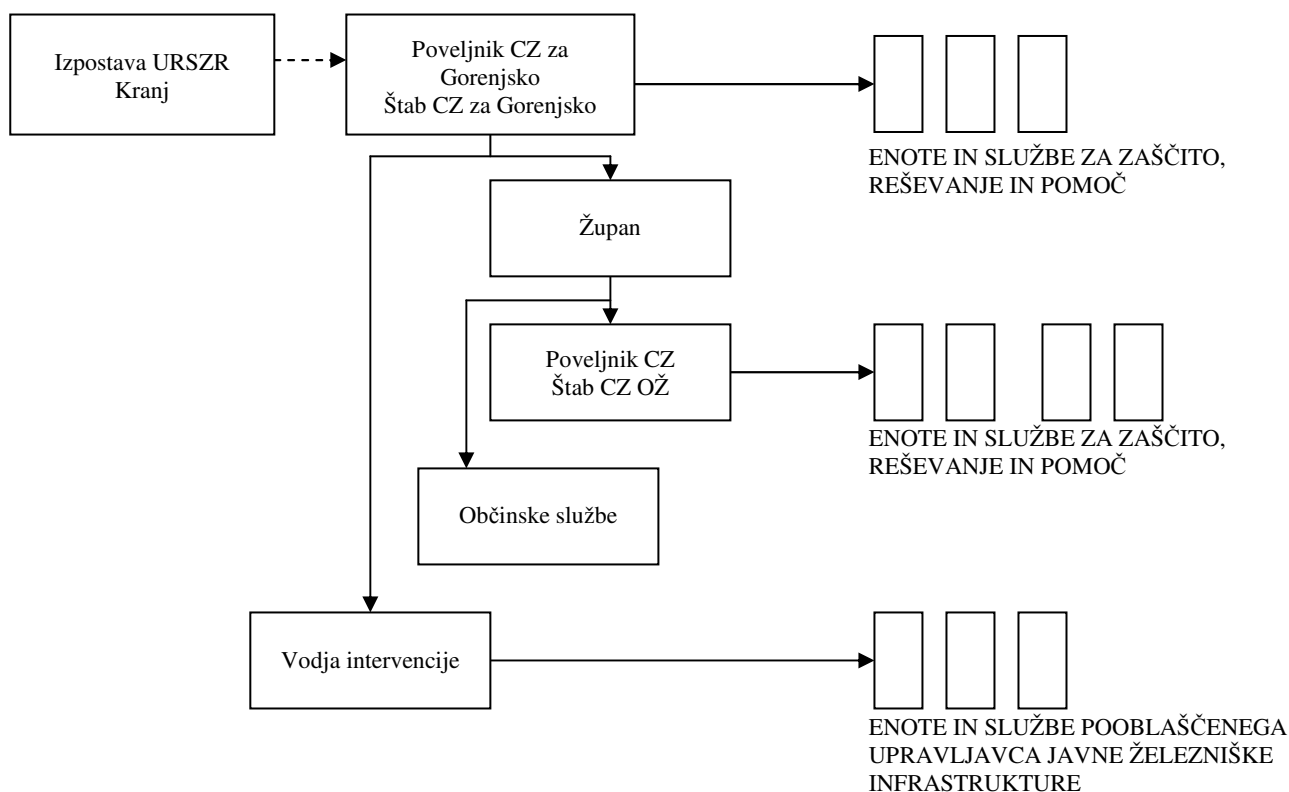 Izpostava URSZR
Kranj
Poveljnik CZ za
Gorenjsko
Štab CZ za Gorenjsko
ENOTE IN SLUŽBE ZA ZAŠČITO,
REŠEVANJE IN POMOČ
Župan
Poveljnik CZ
Štab CZ OŽ
ENOTE IN SLUŽBE ZA ZAŠČITO,
REŠEVANJE IN POMOČ
Občinske službe
Vodja intervencije
ENOTE IN SLUŽBE POOBLAŠČENEGA
UPRAVLJAVCA JAVNE ŽELEZNIŠKE
INFRASTRUKTURE